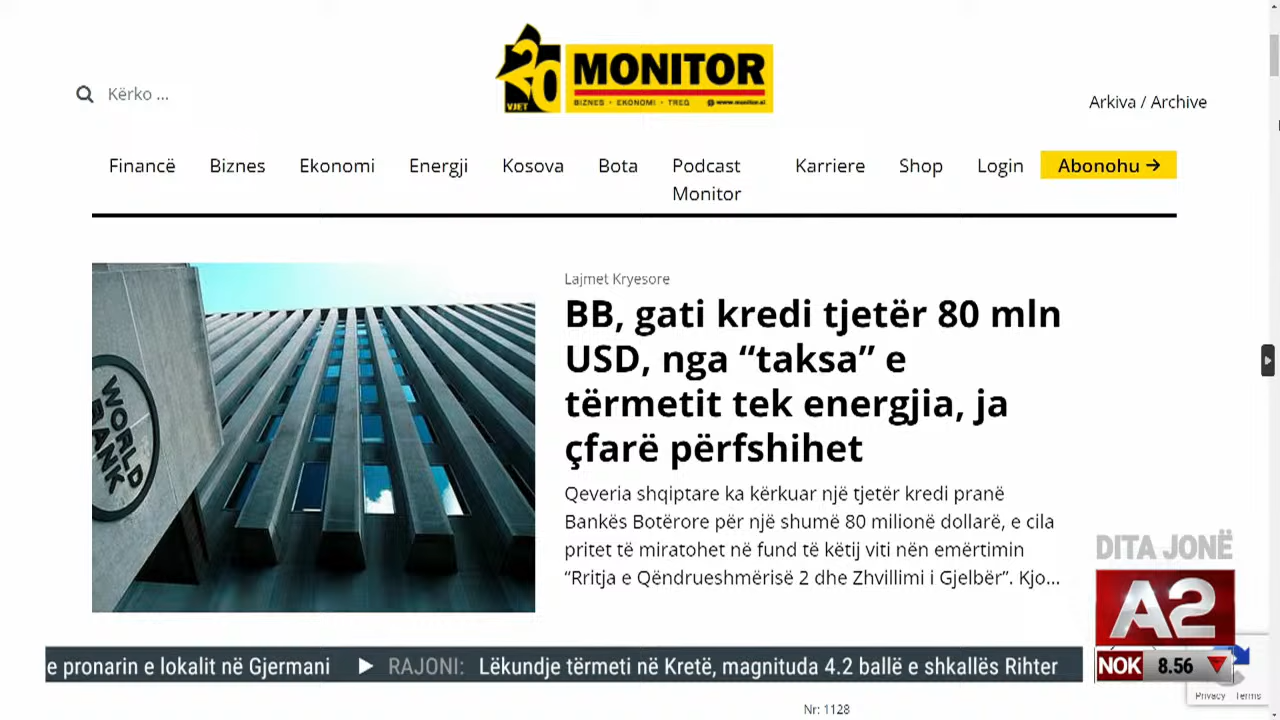 20
VJET
MONITOR
BIZNES • EKONOMI • TREG www.monitor.al
Kërko ...
Arkiva / Archive
Financë Biznes Ekonomi Energji Kosova Bota Podcast Monitor Karriere Shop Login Abonohu →
Lajmet Kryesore
BB, gati kredi tjetër 80 mln
USD, nga “taksa” e
tërmetit tek energjia, ja
çfarë përfshihet
Qeveria shqiptare ka kërkuar një tjetër kredi pranë
Bankës Botërore për një shumë 80 milionë dollarë, e cila
pritet të miratohet në fund të këtij viti nën emërtimin
“Rritja e Qëndrueshmërisë 2 dhe Zhvillimi i Gjelbër”. Kjo...
WORLD
BANK
DITA JONË
A2
e pronarin e lokalit në Gjermani ▶ RAJONI: Lëkundje tërmeti në Kretë, magnituda 4.2 ballë e shkallës Rihter
NOK 8.56
Privacy Terms
Nr: 1128